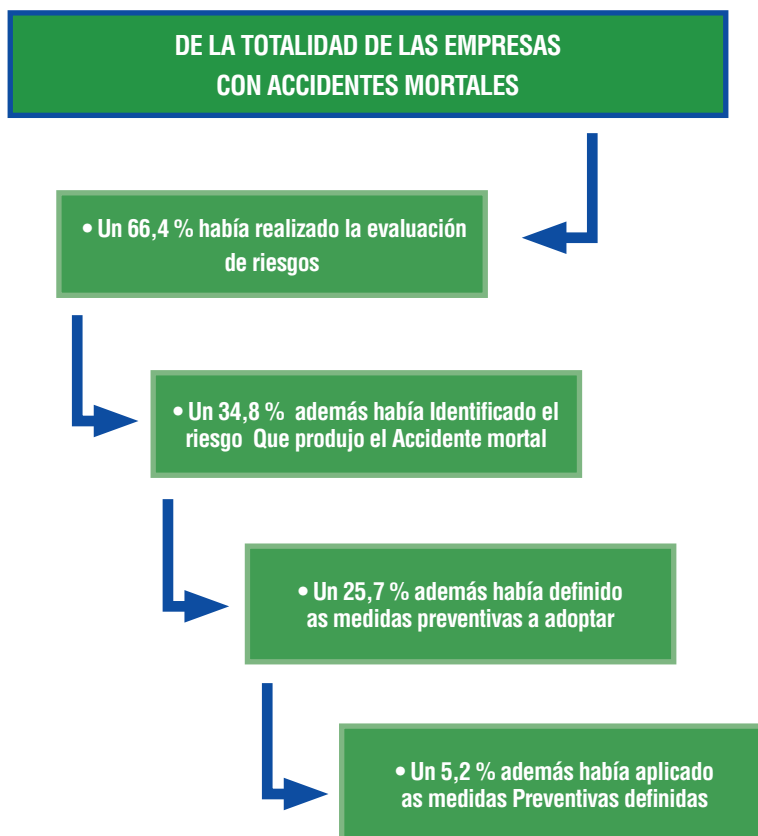 DE LA TOTALIDAD DE LAS EMPRESAS
CON ACCIDENTES MORTALES
• Un 66,4 % había realizado la evaluación
de riesgos
• Un 34,8 % además había Identificado el
riesgo Que produjo el Accidente mortal
• Un 25,7 % además había definido
as medidas preventivas a adoptar
• Un 5,2 % además había aplicado
as medidas Preventivas definidas